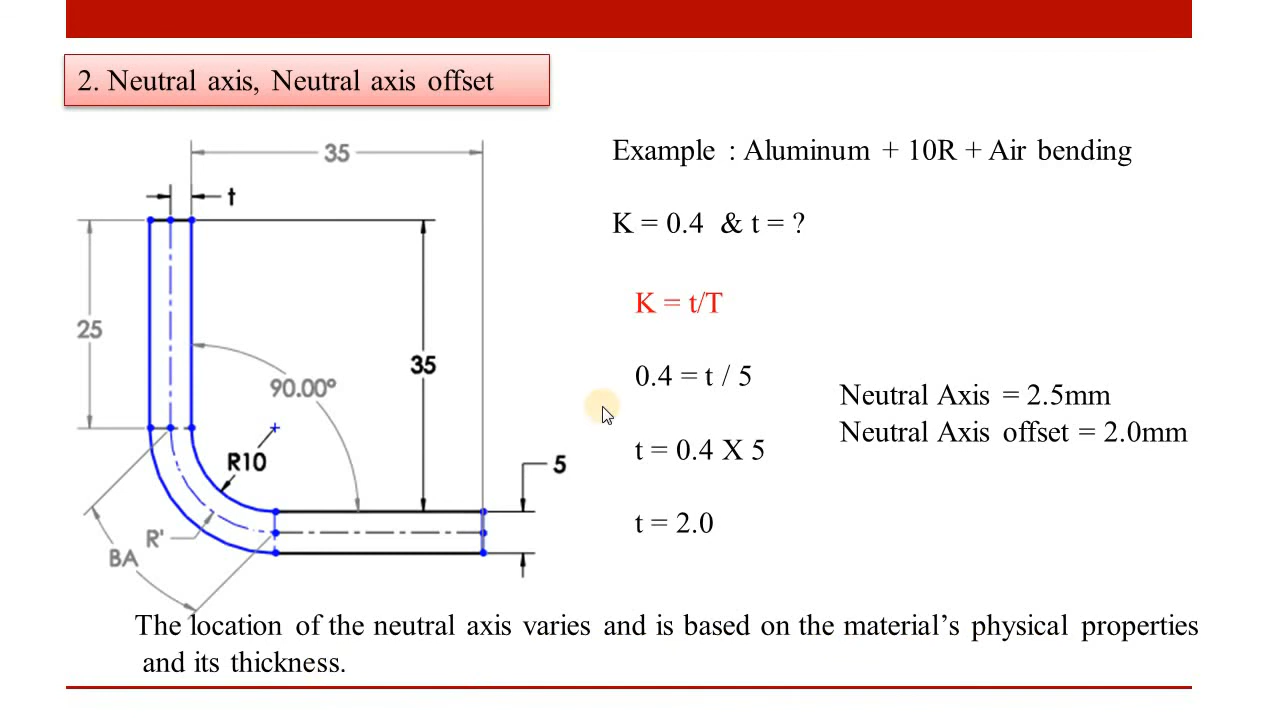 2. Neutral axis, Neutral axis offset
35
t
25
90.00°
35
R10
5
R'
BA
Example : Aluminum + 10R + Air bending
K = 0.4 & t = ?
K = t/T
0.4 = t / 5
t = 0.4 X 5
t = 2.0
Neutral Axis = 2.5mm
Neutral Axis offset = 2.0mm
The location of the neutral axis varies and is based on the material’s physical properties
and its thickness.